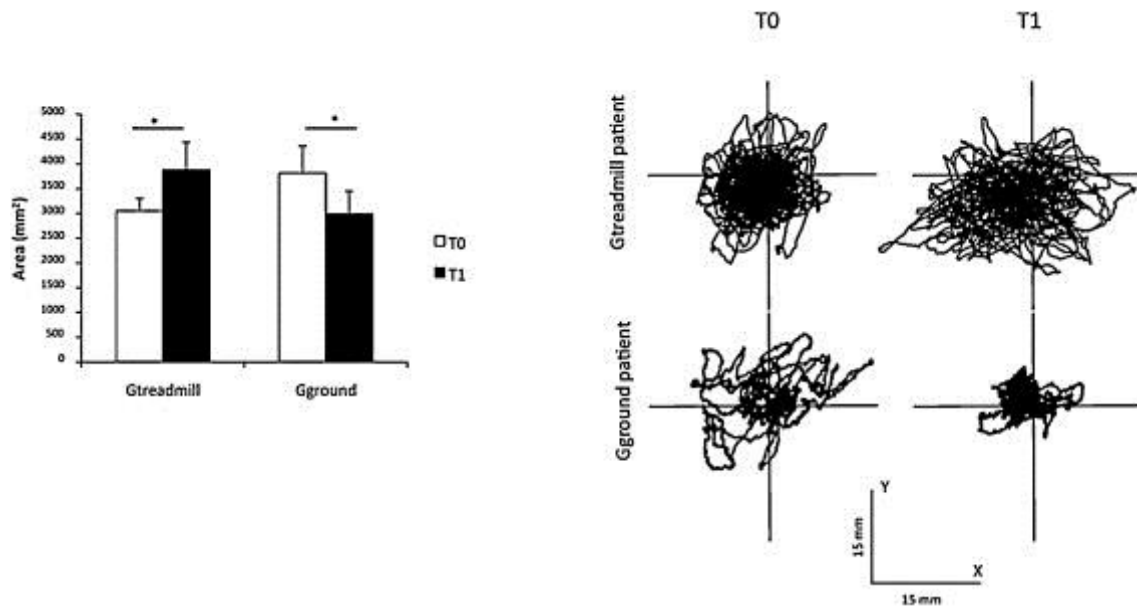 T0
T1
5000
*
*
4500
4000
3500
3000
2500
2000
1500
1000
500
0
Area (mm²)
T0
T1
Gtreadmill
Gground
Gtreadmill patient
Gground patient
Y
15 mm
X
15 mm